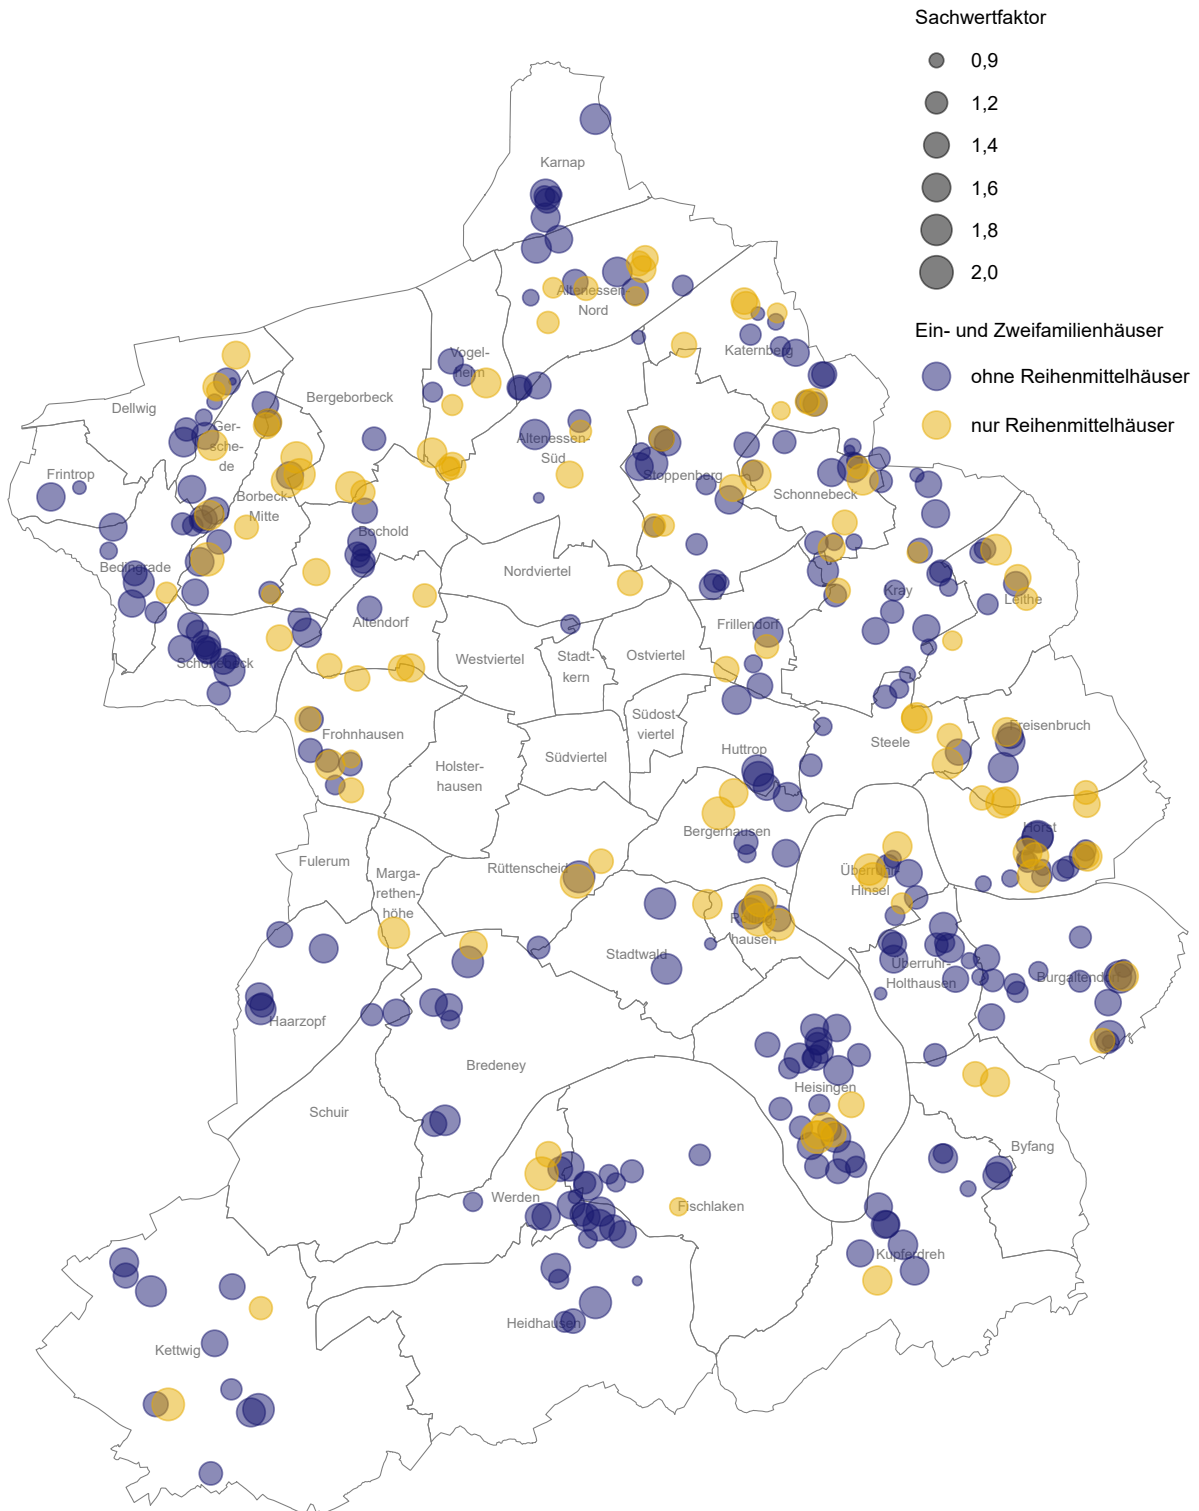 Sachwertfaktor
0,9
1,2
1,4
1,6
1,8
2,0
Ein- und Zweifamilienhäuser
ohne Reihenmittelhäuser
nur Reihenmittelhäuser
Karnap
Altenessen-
Nord
Katernberg
Vogel-
heim
Bergeborbeck
Dellwig
Ger-
sche-
de
Altenessen-
Süd
Frintrop
Borbeck-
Mitte
Stoppenberg
Schonnebeck
Bochold
Bedingrade
Nordviertel
Kray
Leithe
Altendorf
Frillendorf
Schönebeck
Westviertel
Stadt-
kern
Ostviertel
Südost-
viertel
Frohnhausen
Freisenbruch
Steele
Huttrop
Südviertel
Holster-
hausen
Bergerhausen
Horst
Fulerum
Marga-
rethen-
höhe
Rüttenscheid
Überruhr-
Hinsel
hausen
Stadtwald
Überruhr-
Holthausen
Burgaltendorf
Haarzopf
Bredeney
Heisingen
Schuir
Byfang
Werden
Fischlaken
Kupferdreh
Heidhausen
Kettwig